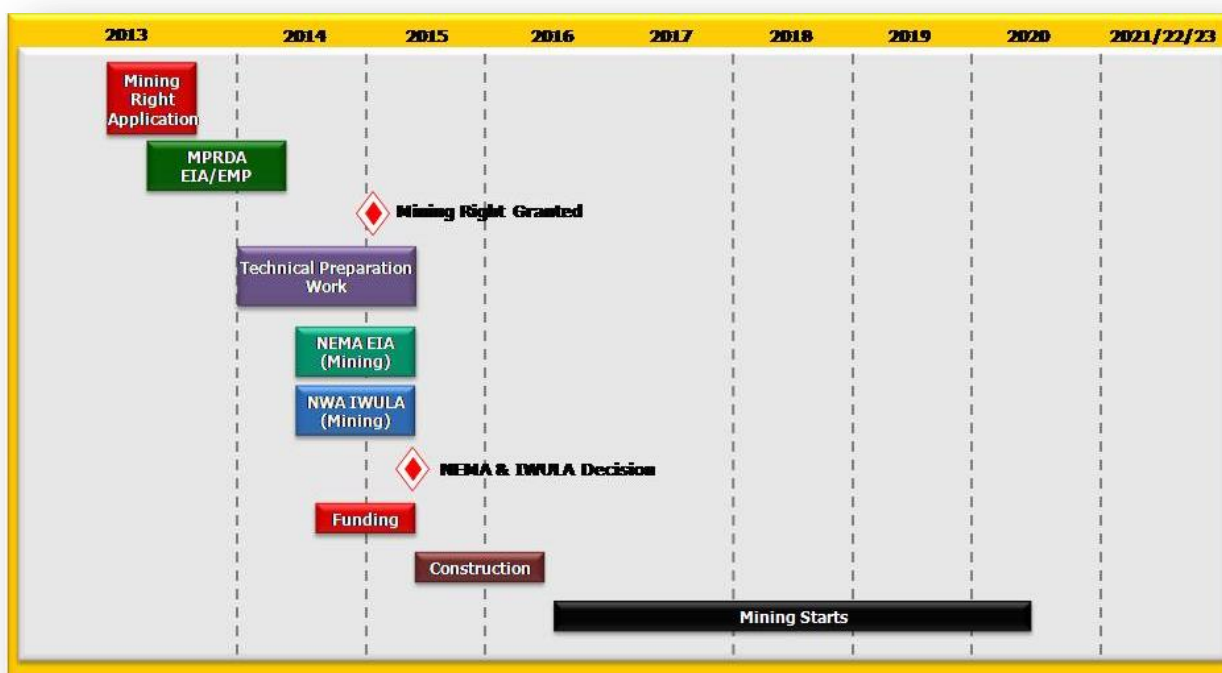 2013 2014 2015 2016 2017 2018 2019 2020 2021/22/23
Mining
Right
Application
MPRDA
EIA/EMP
Mining Right Granted
Technical Preparation
Work
NEMA EIA
(Mining)
NWA IWULA
(Mining)
NEMA & IWULA Decision
Funding
Construction
Mining Starts